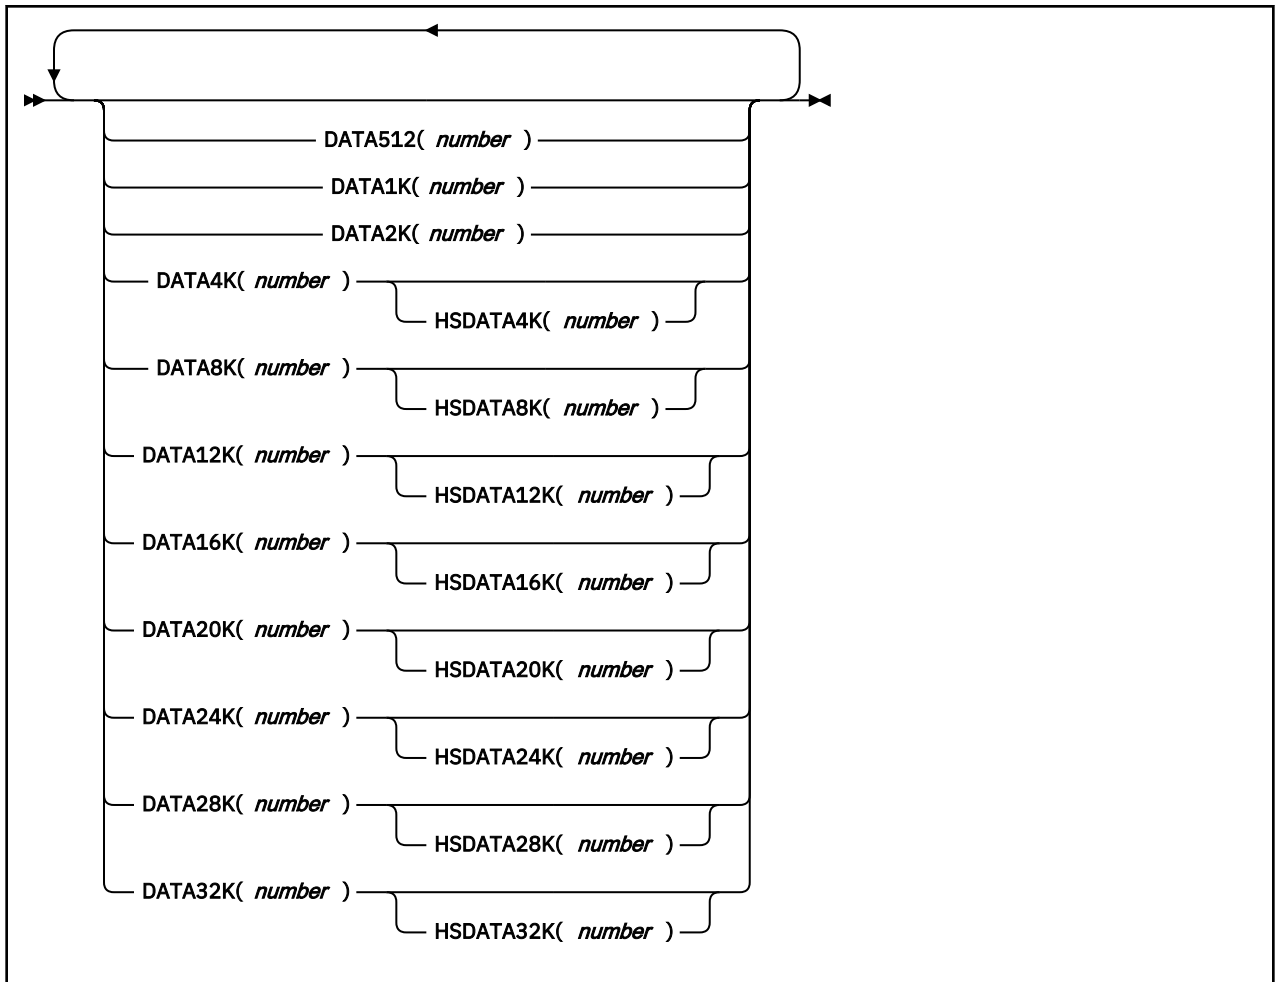 DATA512( number )
DATA1K( number )
DATA2K( number )
DATA4K( number )
HSDATA4K( number )
DATA8K( number )
HSDATA8K( number )
DATA12K( number )
HSDATA12K( number )
DATA16K( number )
HSDATA16K( number )
DATA20K( number )
HSDATA20K( number )
DATA24K( number )
HSDATA24K( number )
DATA28K( number )
HSDATA28K( number )
DATA32K( number )
HSDATA32K( number )